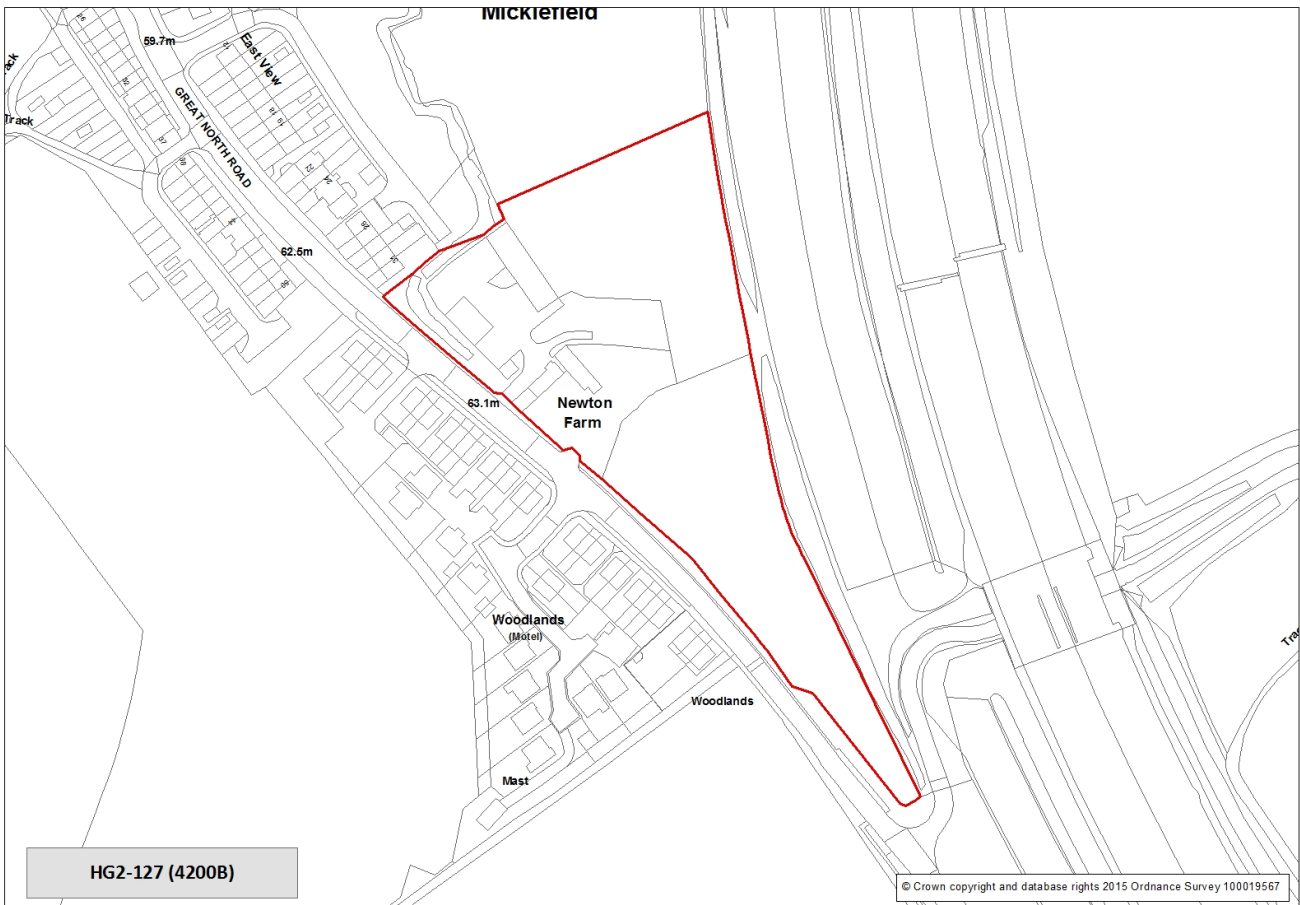 Micklefield
59.7m
East View
GREAT NORTH ROAD
Track
62.5m
63.1m
Newton
Farm
Woodlands
(Motel)
Woodlands
Mast
HG2-127 (4200B)
© Crown copyright and database rights 2015 Ordnance Survey 100019567